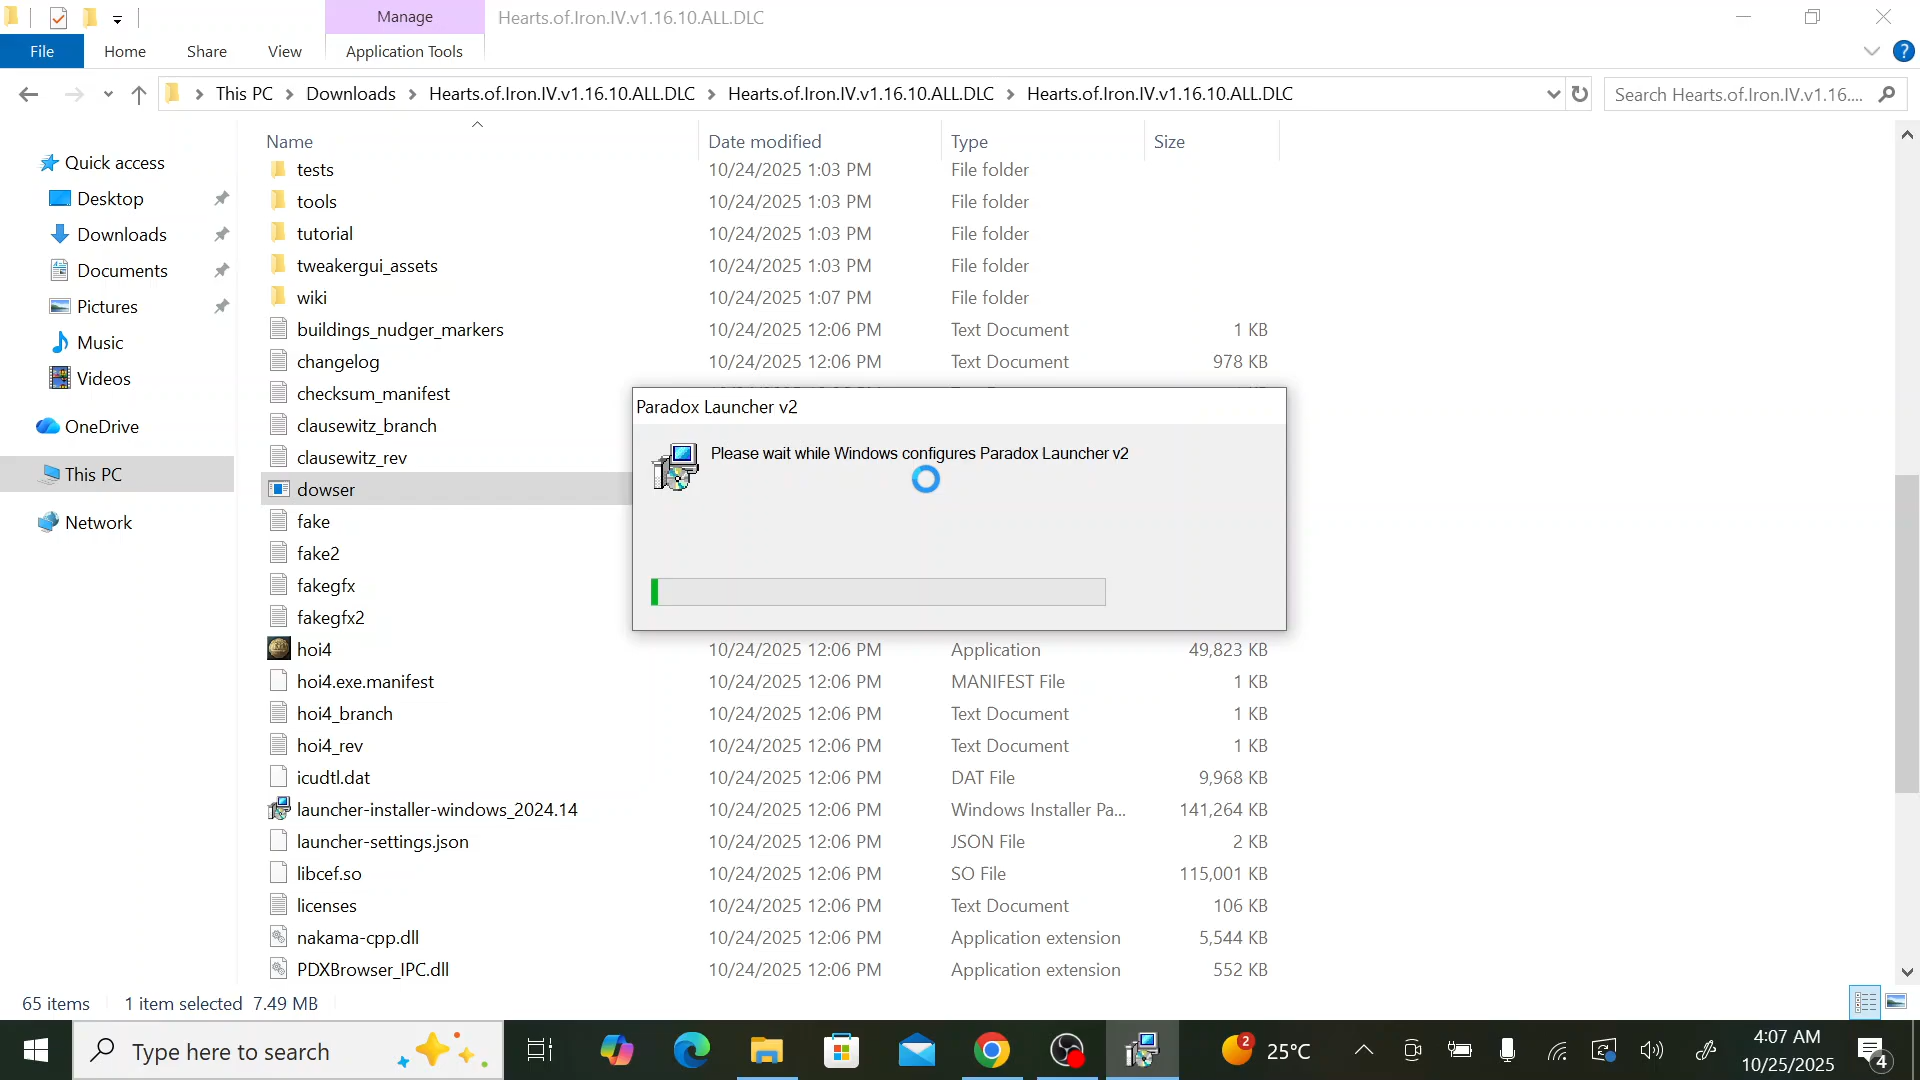 Manage
Hearts.of.Iron.IV.v1.16.10.ALL.DLC
File
Home
Share
View
Application Tools
This PC
Downloads
Hearts.of.Iron.IV.v1.16.10.ALL.DLC
Hearts.of.Iron.IV.v1.16.10.ALL.DLC
Hearts.of.Iron.IV.v1.16.10.ALL.DLC
Search Hearts.of.Iron.IV.v1.16....
Quick access
Desktop
Downloads
Documents
Pictures
Music
Videos
OneDrive
This PC
Network
Name Date modified Type Size
tests 10/24/2025 1:03 PM File folder
tools 10/24/2025 1:03 PM File folder
tutorial 10/24/2025 1:03 PM File folder
tweakergui_assets 10/24/2025 1:03 PM File folder
wiki 10/24/2025 1:07 PM File folder
buildings_nudger_markers 10/24/2025 12:06 PM Text Document 1 KB
changelog 10/24/2025 12:06 PM Text Document 978 KB
checksum_manifest
clausewitz_branch
clausewitz_rev
dowser
fake
fake2
fakegfx
fakegfx2
hoi4 10/24/2025 12:06 PM Application 49,823 KB
hoi4.exe.manifest 10/24/2025 12:06 PM MANIFEST File 1 KB
hoi4_branch 10/24/2025 12:06 PM Text Document 1 KB
hoi4_rev 10/24/2025 12:06 PM Text Document 1 KB
icudtl.dat 10/24/2025 12:06 PM DAT File 9,968 KB
launcher-installer-windows_2024.14 10/24/2025 12:06 PM Windows Installer Pa... 141,264 KB
launcher-settings.json 10/24/2025 12:06 PM JSON File 2 KB
libcef.so 10/24/2025 12:06 PM SO File 115,001 KB
licenses 10/24/2025 12:06 PM Text Document 106 KB
nakama-cpp.dll 10/24/2025 12:06 PM Application extension 5,544 KB
PDXBrowser_IPC.dll 10/24/2025 12:06 PM Application extension 552 KB
Paradox Launcher v2
Please wait while Windows configures Paradox Launcher v2
65 items 1 item selected 7.49 MB
Type here to search
2
25°C
4:07 AM
10/25/2025
4